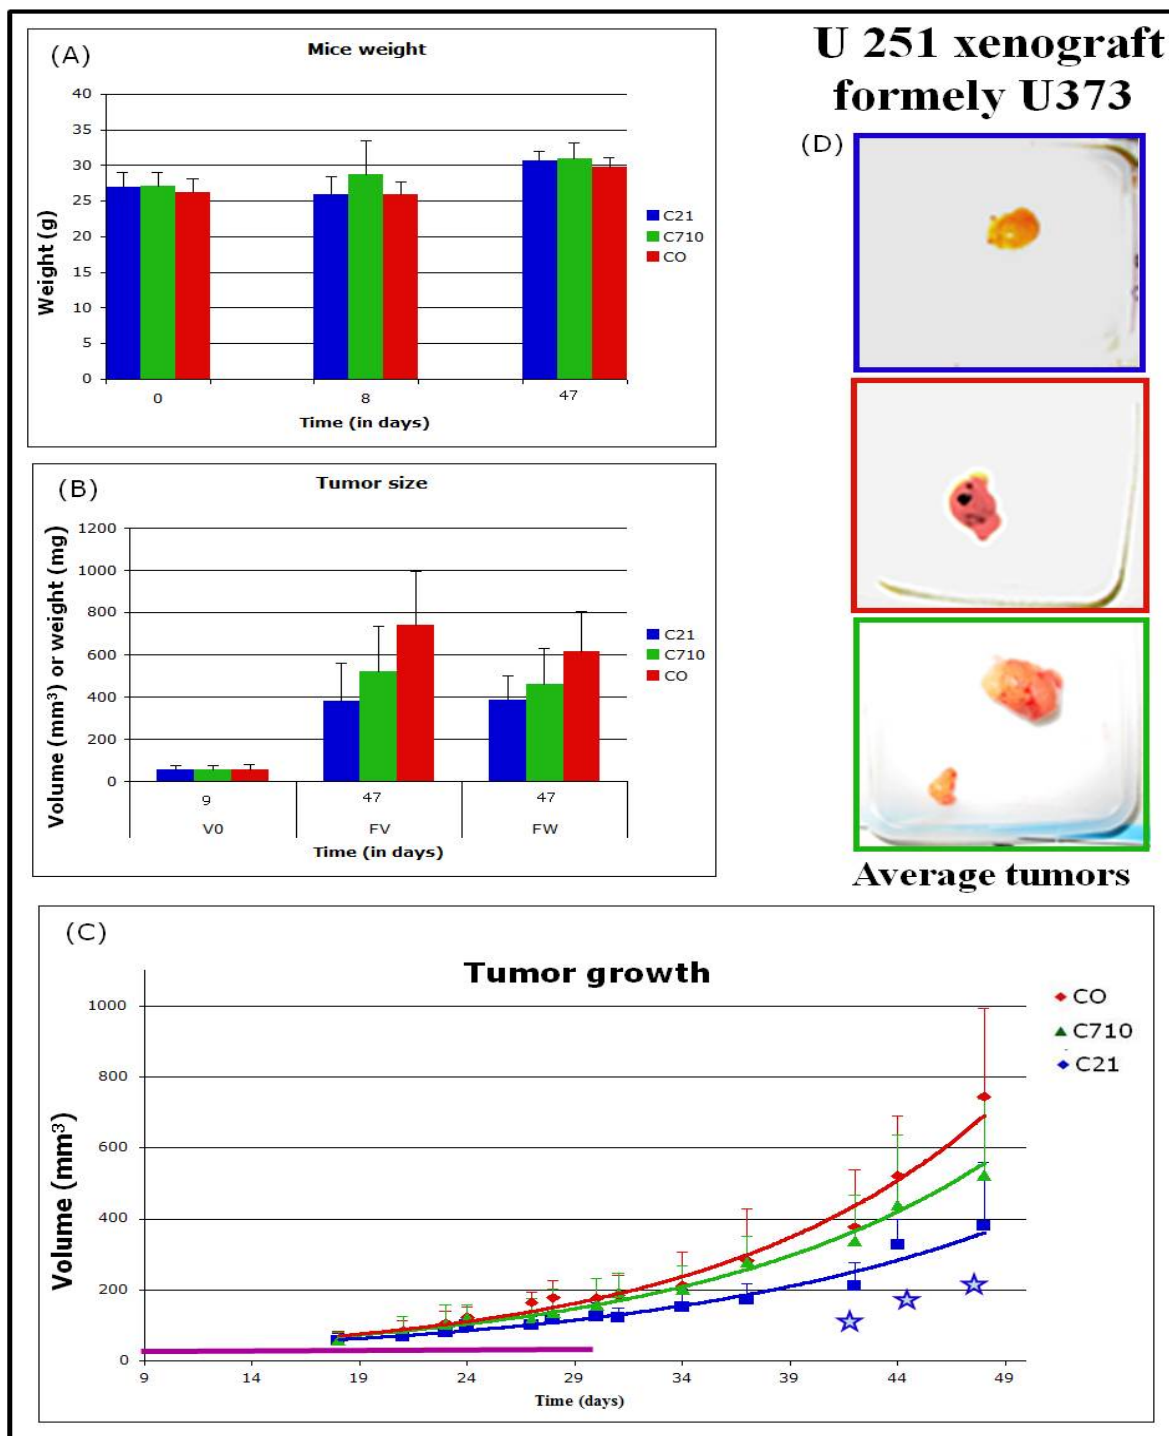 U 251 xenograft
formely U373
(A)
Mice weight
40
35
30
25
20
15
10
5
0
Weight (g)
0
8
47
Time (in days)
C21
C710
CO
(B)
Tumor size
1200
1000
800
600
400
200
0
Volume (mm³) or weight (mg)
9
47
47
V0
FV
FW
Time (in days)
C21
C710
CO
(D)
Average tumors
(C)
Tumor growth
1000
800
600
400
200
0
Volume (mm³)
9
14
19
24
29
34
39
44
49
Time (days)
CO
C710
C21